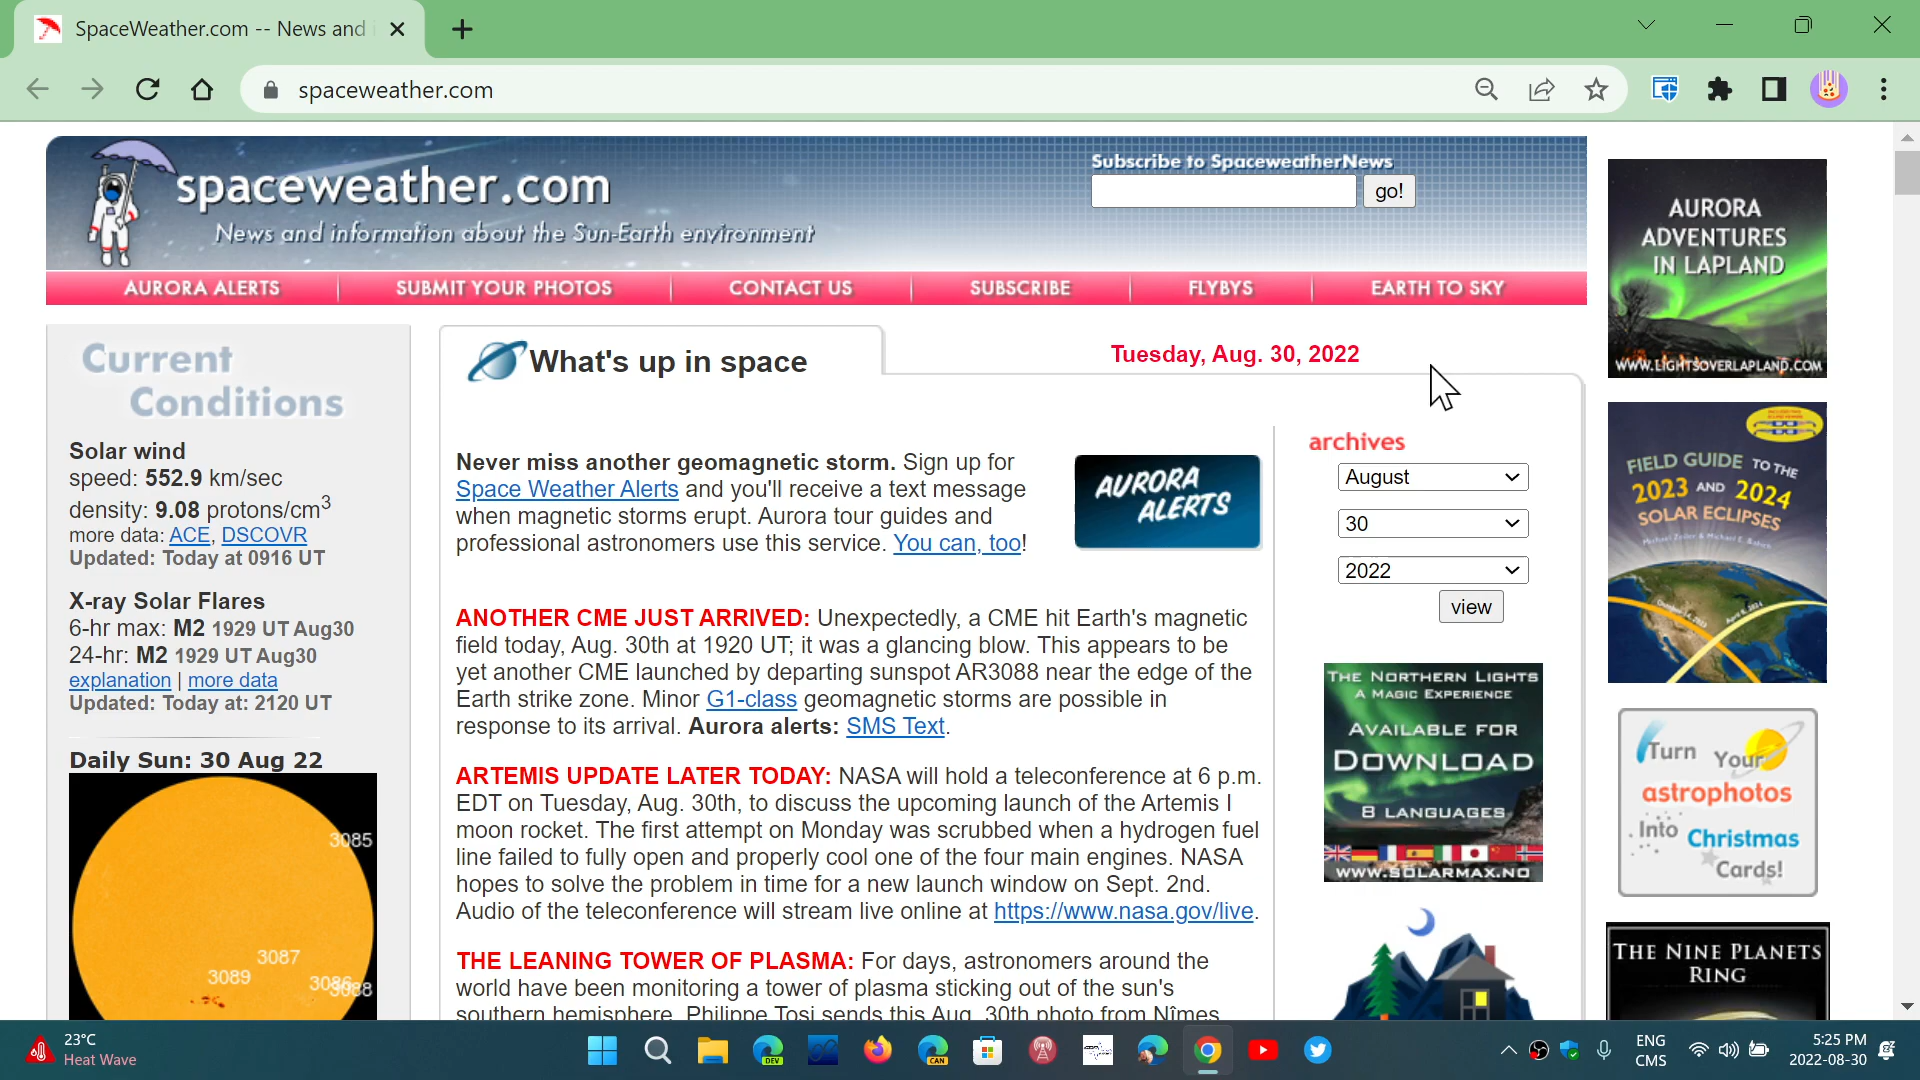 SpaceWeather.com -- News and
spaceweather.com
spaceweather.com
News and information about the Sun-Earth environment
Subscribe to SpaceweatherNews
go!
AURORA ALERTS
SUBMIT YOUR PHOTOS
CONTACT US
SUBSCRIBE
FLYBYS
EARTH TO SKY
Current
Conditions
Solar wind
speed: 552.9 km/sec
density: 9.08 protons/cm3
more data: ACE, DSCOVR
Updated: Today at 0916 UT
X-ray Solar Flares
6-hr max: M2 1929 UT Aug30
24-hr: M2 1929 UT Aug30
explanation | more data
Updated: Today at: 2120 UT
Daily Sun: 30 Aug 22
3085
3087
3089
3086
3088
What's up in space
Tuesday, Aug. 30, 2022
Never miss another geomagnetic storm. Sign up for
Space Weather Alerts and you'll receive a text message
when magnetic storms erupt. Aurora tour guides and
professional astronomers use this service. You can, too!
AURORA
ALERTS
ANOTHER CME JUST ARRIVED: Unexpectedly, a CME hit Earth's magnetic
field today, Aug. 30th at 1920 UT; it was a glancing blow. This appears to be
yet another CME launched by departing sunspot AR3088 near the edge of the
Earth strike zone. Minor G1-class geomagnetic storms are possible in
response to its arrival. Aurora alerts: SMS Text.
ARTEMIS UPDATE LATER TODAY: NASA will hold a teleconference at 6 p.m.
EDT on Tuesday, Aug. 30th, to discuss the upcoming launch of the Artemis I
moon rocket. The first attempt on Monday was scrubbed when a hydrogen fuel
line failed to fully open and properly cool one of the four main engines. NASA
hopes to solve the problem in time for a new launch window on Sept. 2nd.
Audio of the teleconference will stream live online at https://www.nasa.gov/live.
THE LEANING TOWER OF PLASMA: For days, astronomers around the
world have been monitoring a tower of plasma sticking out of the sun's
southern hemisphere. Philippe Tosi sends this Aug. 30th photo from Nîmes
archives
August
30
2022
view
THE NORTHERN LIGHTS
A MAGIC EXPERIENCE
AVAILABLE FOR
DOWNLOAD
8 LANGUAGES
WWW.SOLARMAX.NO
AURORA
ADVENTURES
IN LAPLAND
WWW.LIGHTSOVERLAPLAND.COM
FIELD GUIDE TO THE
2023 AND 2024
SOLAR ECLIPSES
Turn Your
astrophotos
Into Christmas
Cards!
THE NINE PLANETS
RING
23°C
Heat Wave
DEV
CAN
ENG
CMS
5:25 PM
2022-08-30